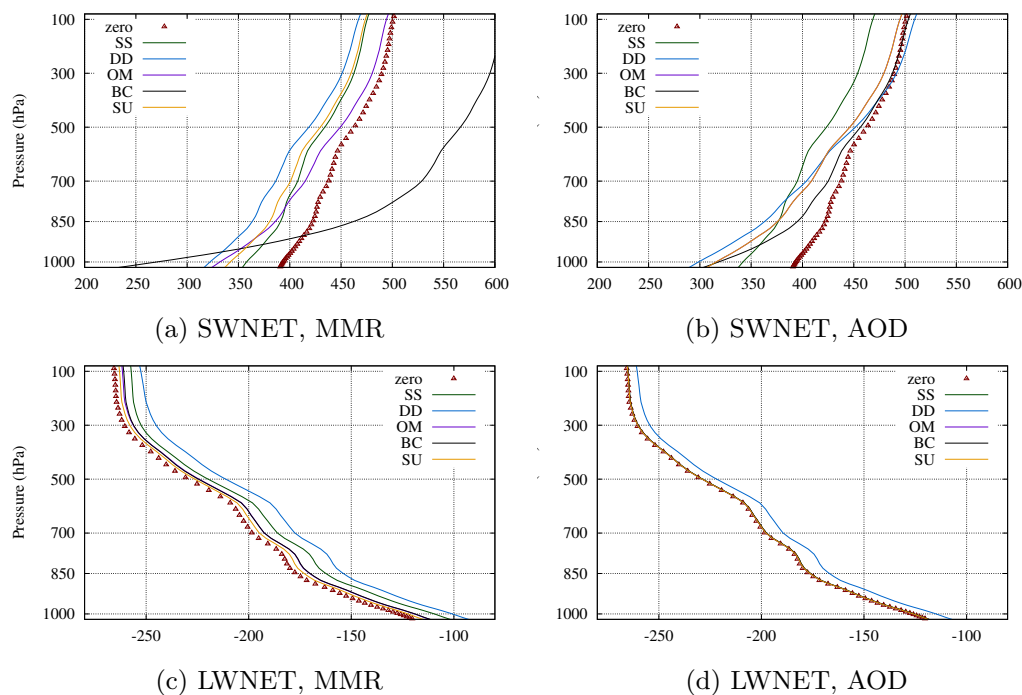 100
300
500
700
850
1000
Pressure (hPa)
200 250 300 350 400 450 500 550 600
zero
SS
DD
OM
BC
SU
(a) SWNET, MMR
100
300
500
700
850
1000
200 250 300 350 400 450 500 550 600
zero
SS
DD
OM
BC
SU
(b) SWNET, AOD
100
300
500
700
850
1000
Pressure (hPa)
-250 -200 -150 -100
zero
SS
DD
OM
BC
SU
(c) LWNET, MMR
100
300
500
700
850
1000
-250 -200 -150 -100
zero
SS
DD
OM
BC
SU
(d) LWNET, AOD